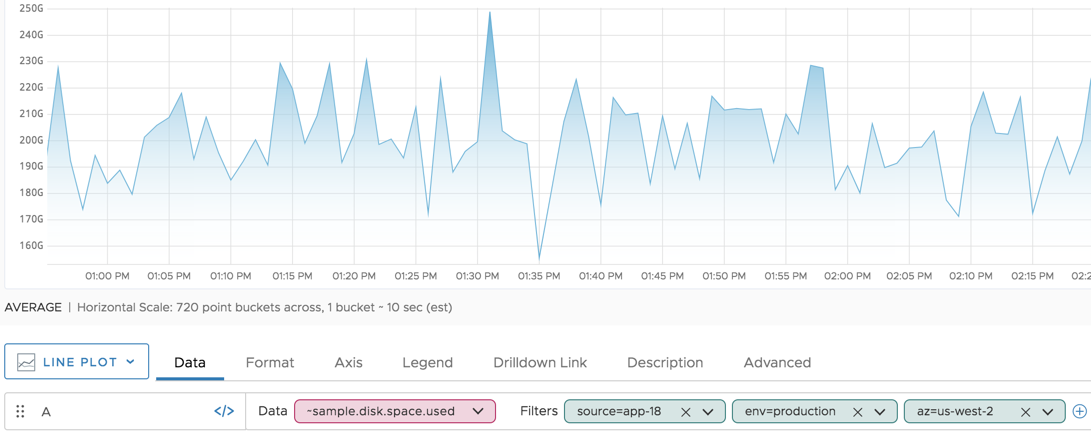 250G
240G
230G
220G
210G
200G
190G
180G
170G
160G
01:00 PM 01:05 PM 01:10 PM 01:15 PM 01:20 PM 01:25 PM 01:30 PM 01:35 PM 01:40 PM 01:45 PM 01:50 PM 01:55 PM 02:00 PM 02:05 PM 02:10 PM 02:15 PM 02:2
AVERAGE | Horizontal Scale: 720 point buckets across, 1 bucket ~ 10 sec (est)
LINE PLOT Data Format Axis Legend Drilldown Link Description Advanced
A </> Data ~sample.disk.space.used Filters source=app-18 env=production az=us-west-2